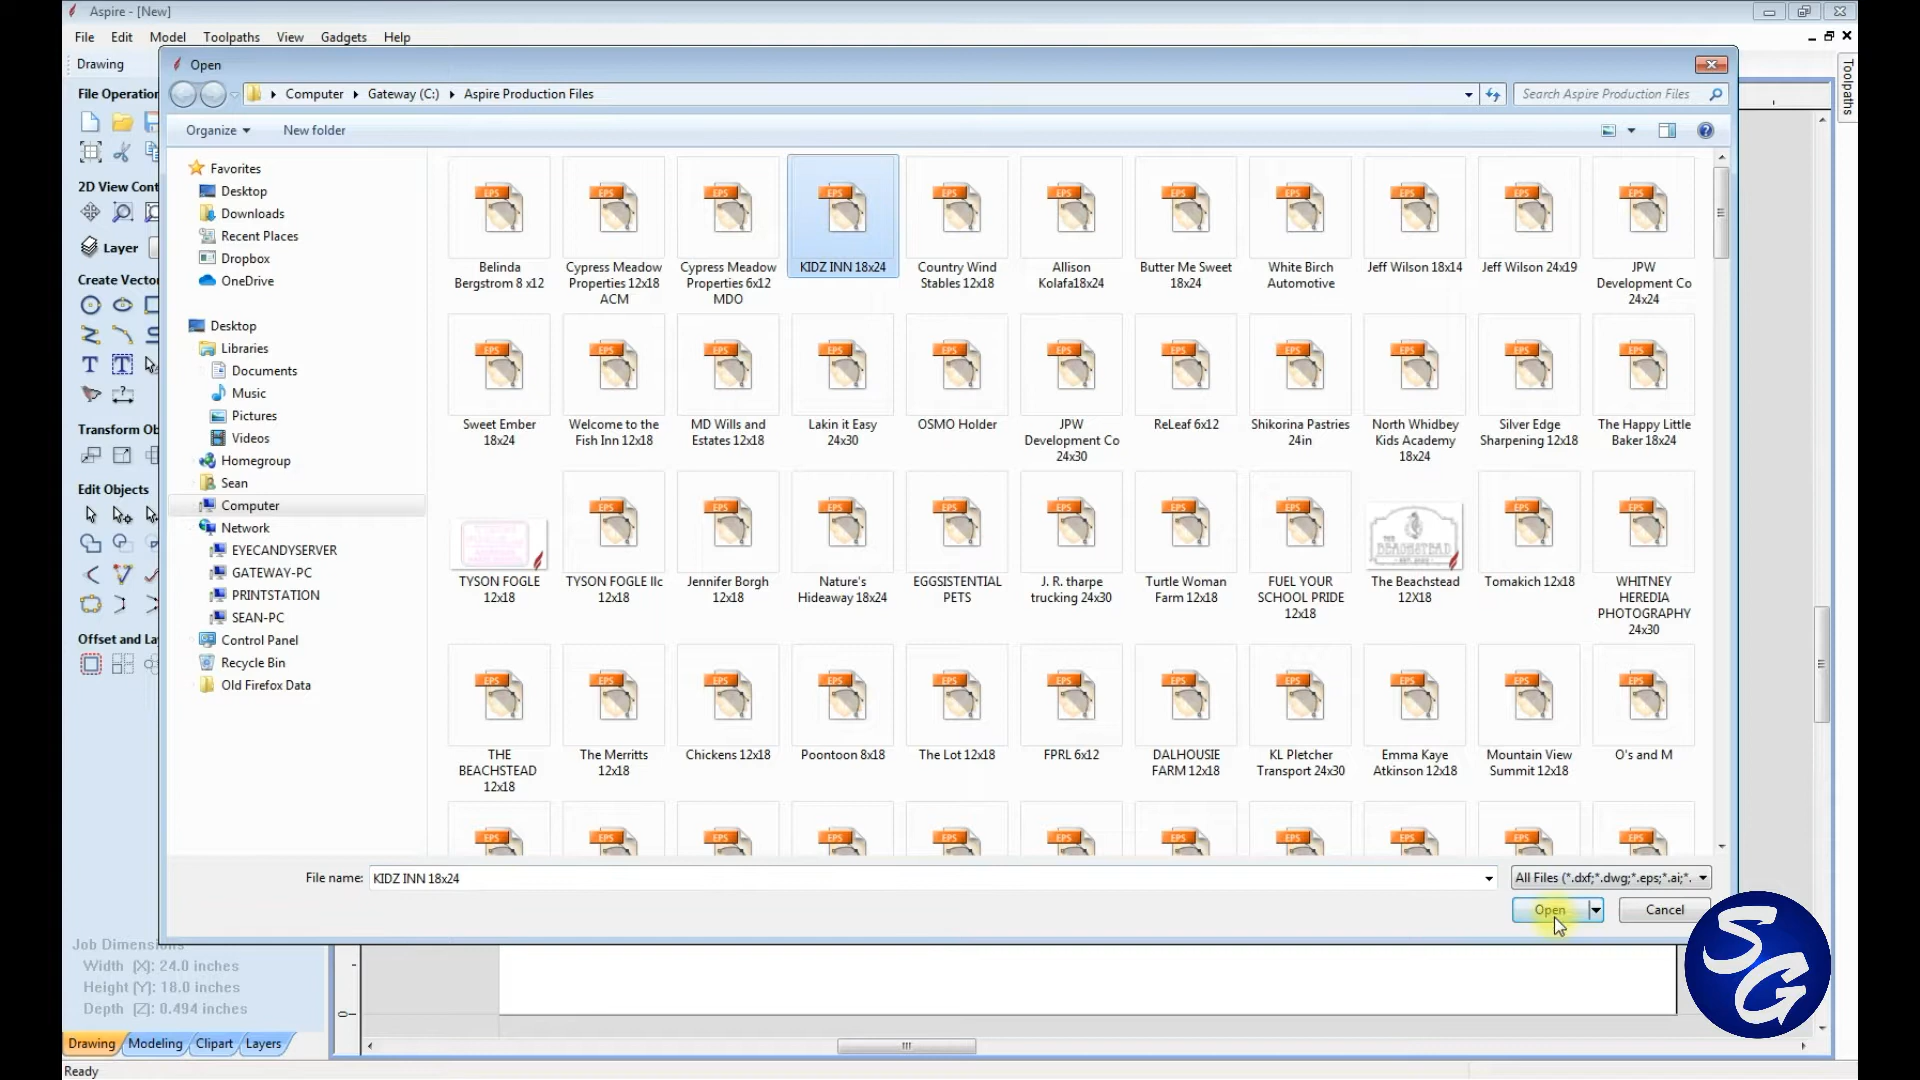 Aspire - [New]
File Edit Model Toolpaths View Gadgets Help
Drawing
Open
Computer Gateway (C:) Aspire Production Files
Search Aspire Production Files
Toolpaths
Organize New folder
File Operation
2D View Cont
Layer
Create Vector
Transform Ob
Edit Objects
Offset and La
Favorites
Desktop
Downloads
Recent Places
Dropbox
OneDrive
Desktop
Libraries
Documents
Music
Pictures
Videos
Homegroup
Sean
Computer
Network
EYECANDYSERVER
GATEWAY-PC
PRINTSTATION
SEAN-PC
Control Panel
Recycle Bin
Old Firefox Data
Belinda Bergstrom 8 x12
Cypress Meadow Properties 12x18 ACM
Cypress Meadow Properties 6x12 MDO
KIDZ INN 18x24
Country Wind Stables 12x18
Allison Kolafa18x24
Butter Me Sweet 18x24
White Birch Automotive
Jeff Wilson 18x14
Jeff Wilson 24x19
JPW Development Co 24x24
Sweet Ember 18x24
Welcome to the Fish Inn 12x18
MD Wills and Estates 12x18
Lakin it Easy 24x30
OSMO Holder
JPW Development Co 24x30
ReLeaf 6x12
Shikorina Pastries 24in
North Whidbey Kids Academy 18x24
Silver Edge Sharpening 12x18
The Happy Little Baker 18x24
TYSON FOGLE 12x18
TYSON FOGLE llc 12x18
Jennifer Borgh 12x18
Nature's Hideaway 18x24
EGGSISTENTIAL PETS
J. R. tharpe trucking 24x30
Turtle Woman Farm 12x18
FUEL YOUR SCHOOL PRIDE 12x18
The Beachstead 12X18
Tomakich 12x18
WHITNEY HEREDIA PHOTOGRAPHY 24x30
THE BEACHSTEAD 12x18
The Merritts 12x18
Chickens 12x18
Poontoon 8x18
The Lot 12x18
FPRL 6x12
DALHOUSIE FARM 12x18
KL Pletcher Transport 24x30
Emma Kaye Atkinson 12x18
Mountain View Summit 12x18
O's and M
File name: KIDZ INN 18x24
All Files (*.dxf;*.dwg;*.eps;*.ai;*.
Open Cancel
Job Dimensions
Width [X]: 24.0 inches
Height [Y]: 18.0 inches
Depth [Z]: 0.494 inches
Drawing Modeling Clipart Layers
Ready
SG